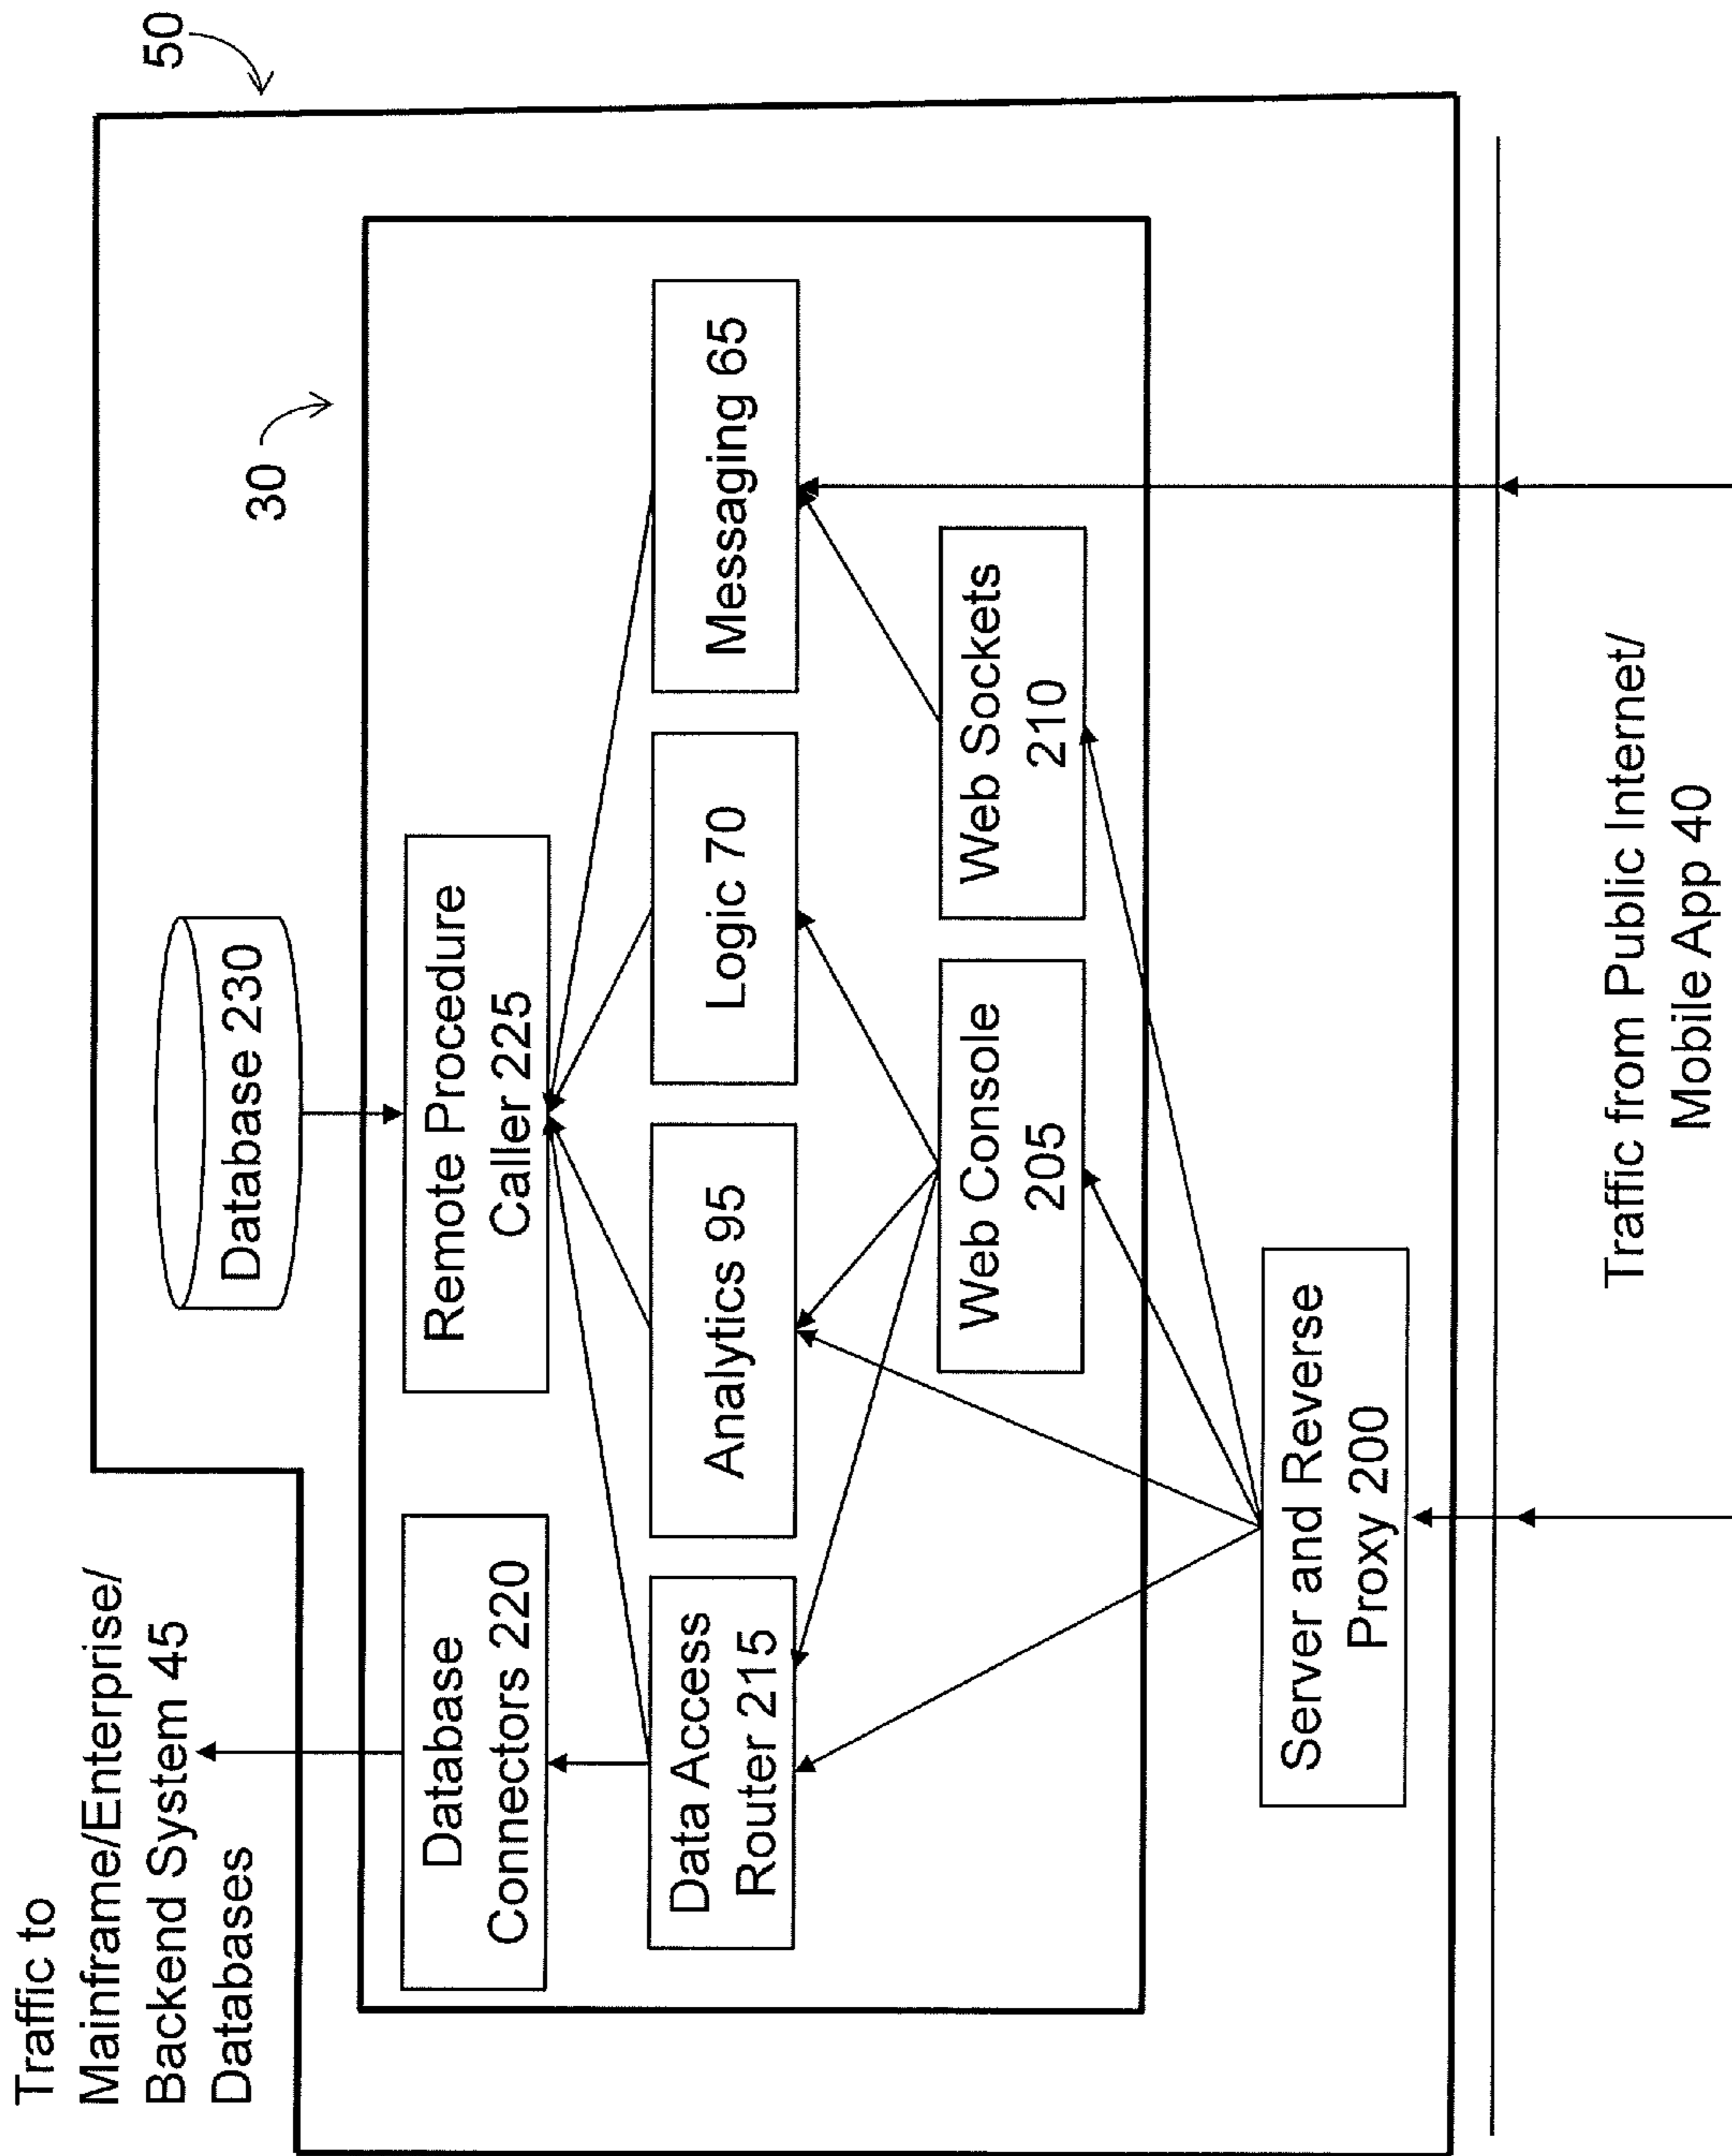 Traffic to
Mainframe/Enterprise/
Backend System 45
Databases
50
30
Database 230
Database
Connectors 220
Remote Procedure
Caller 225
Data Access
Router 215
Analytics 95
Logic 70
Messaging 65
Web Console
205
Web Sockets
210
Server and Reverse
Proxy 200
Traffic from Public Internet/
Mobile App 40